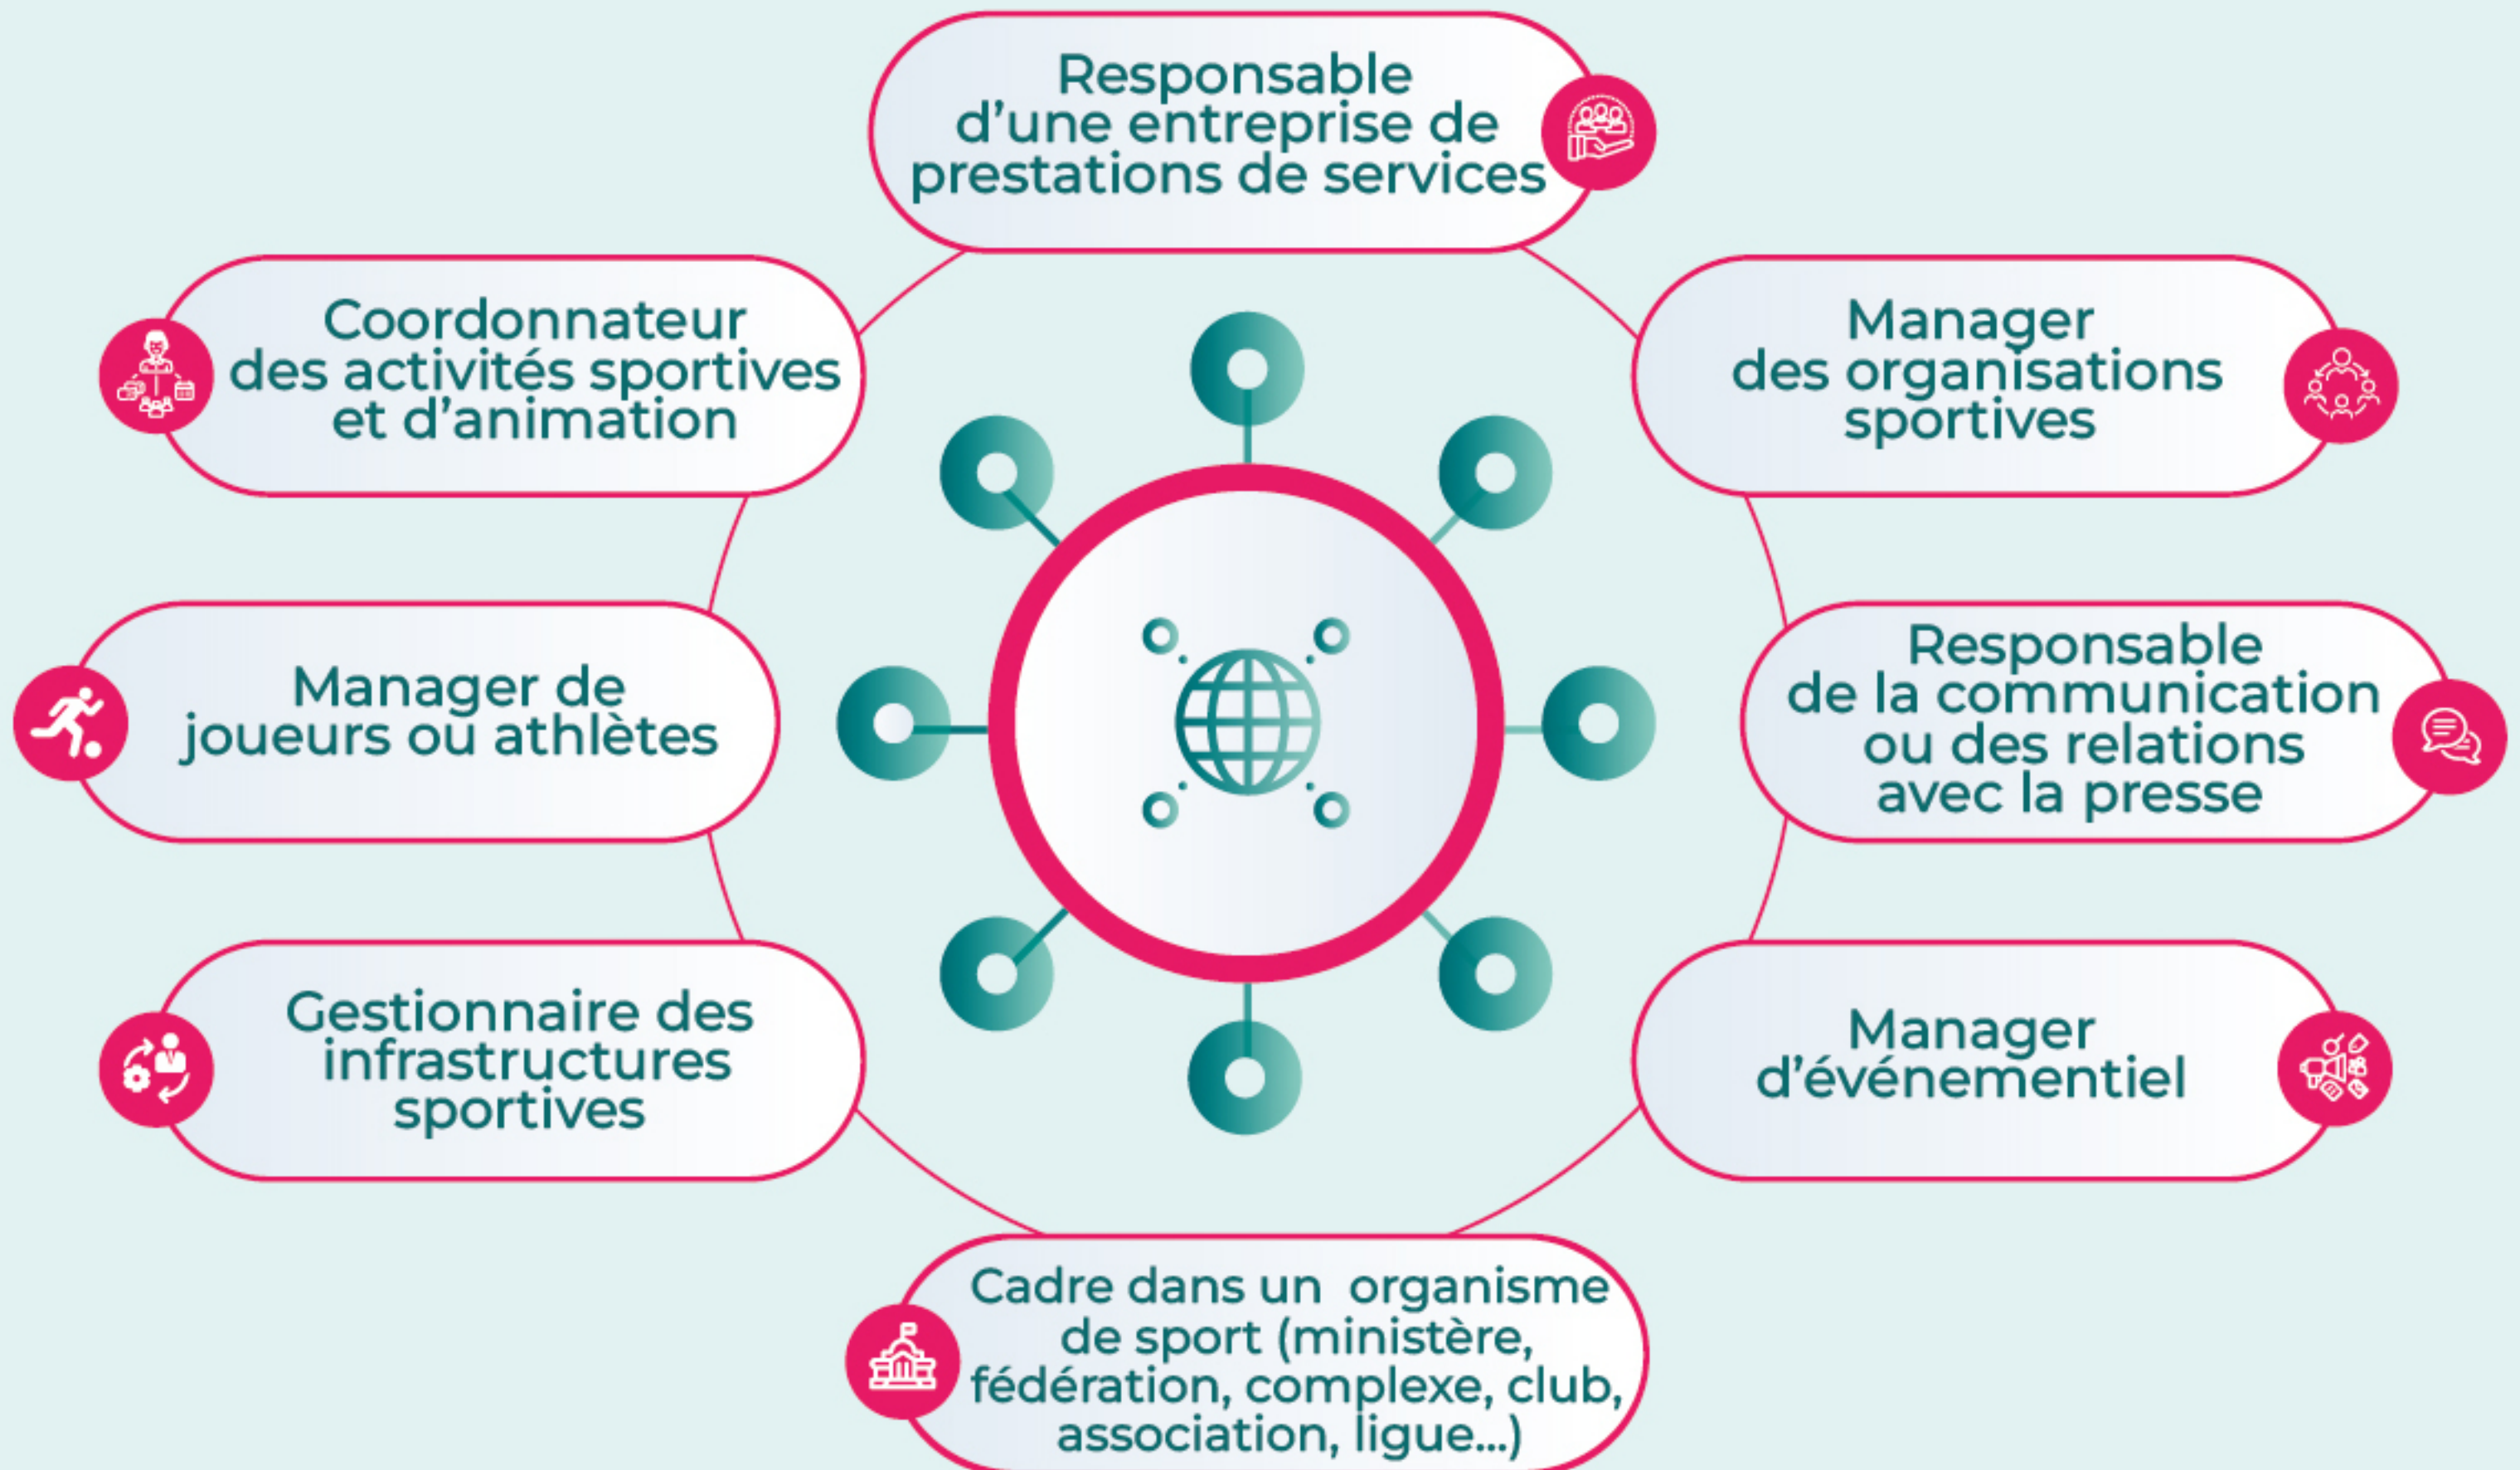 Responsable
d’une entreprise de
prestations de services
Coordonnateur
des activités sportives
et d’animation
Manager
des organisations
sportives
Manager de
joueurs ou athlètes
Responsable
de la communication
ou des relations
avec la presse
Gestionnaire des
infrastructures
sportives
Manager
d’événementiel
Cadre dans un organisme
de sport (ministère,
fédération, complexe, club,
association, ligue...)